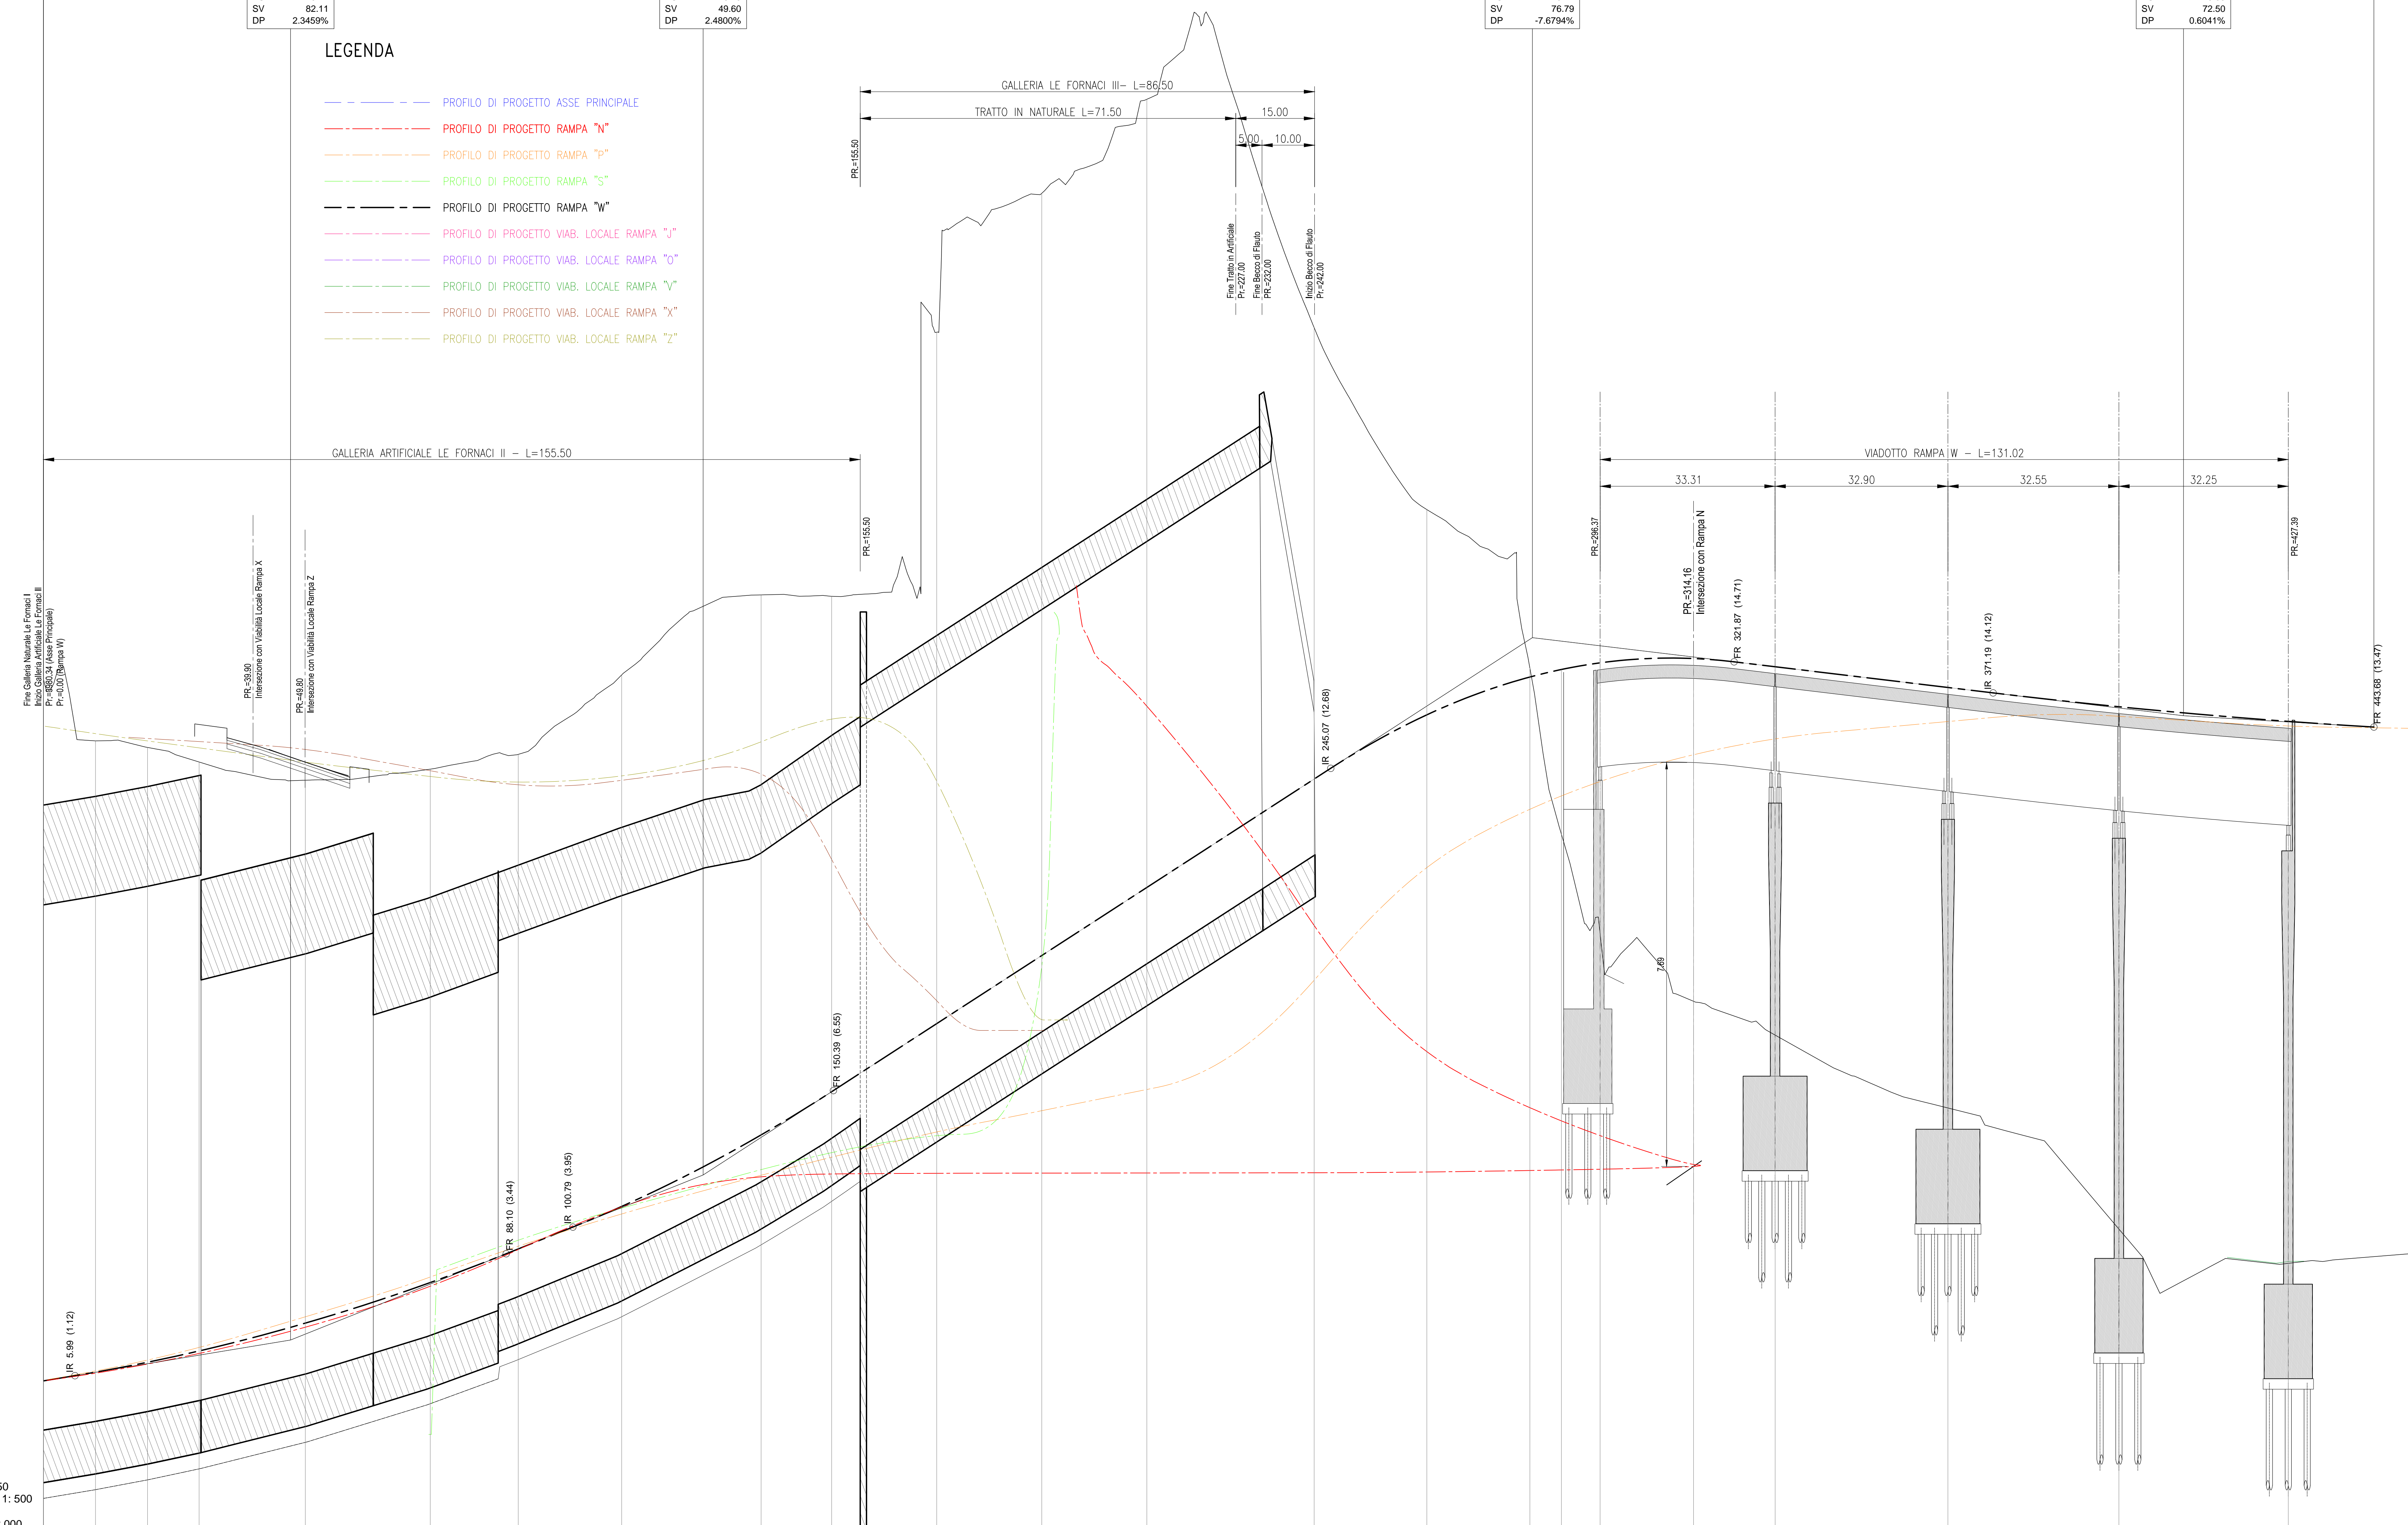 SV 82.11
DP 2.3459%
SV 49.60
DP 2.4800%
SV 76.79
DP -7.6794%
SV 72.50
DP 0.6041%
LEGENDA
PROFILO DI PROGETTO ASSE PRINCIPALE
PROFILO DI PROGETTO RAMPA "N"
PROFILO DI PROGETTO RAMPA "P"
PROFILO DI PROGETTO RAMPA "S"
PROFILO DI PROGETTO RAMPA "W"
PROFILO DI PROGETTO VIAB. LOCALE RAMPA "J"
PROFILO DI PROGETTO VIAB. LOCALE RAMPA "O"
PROFILO DI PROGETTO VIAB. LOCALE RAMPA "V"
PROFILO DI PROGETTO VIAB. LOCALE RAMPA "X"
PROFILO DI PROGETTO VIAB. LOCALE RAMPA "Z"
GALLERIA LE FORNACI III- L=86.50
TRATTO IN NATURALE L=71.50
15.00
5.00
10.00
PR.=155.50
Fine Tratto in Artificiale
Pr.=227.00
Fine Becco di Flauto
PR.=232.00
Inizio Becco di Flauto
Pr.=242.00
GALLERIA ARTIFICIALE LE FORNACI II - L=155.50
VIADOTTO RAMPA W - L=131.02
33.31
32.90
32.55
32.25
PR.=155.50
PR.=296.37
PR.=427.39
PR.=314.16
Intersezione con Rampa N
Fine Galleria Naturale Le Fornaci I
Inizio Galleria Artificiale Le Fornaci II
(Asse Principale)
Pr.=0.00 (Rampa W)
PR.=39.90
Intersezione con Viabilità Locale Rampa X
PR.=49.80
Intersezione con Viabilità Locale Rampa Z
FR 321.87 (14.71)
IR 371.19 (14.12)
FR 443.68 (13.47)
IR 245.07 (12.68)
7.69
FR 150.39 (6.55)
IR 100.79 (3.95)
FR 88.10 (3.44)
IR 5.99 (1.12)
1: 500